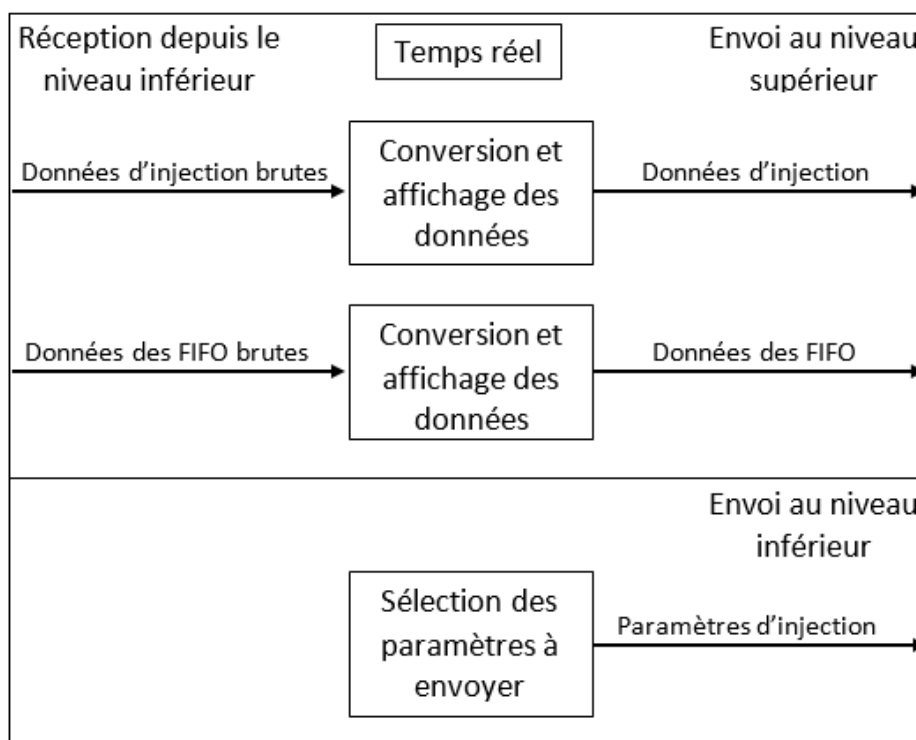 Réception depuis le
niveau inférieur
Temps réel
Envoi au niveau
supérieur
Données d'injection brutes
Conversion et
affichage des
données
Données d'injection
Données des FIFO brutes
Conversion et
affichage des
données
Données des FIFO
Envoi au niveau
inférieur
Sélection des
paramètres à
envoyer
Paramètres d'injection